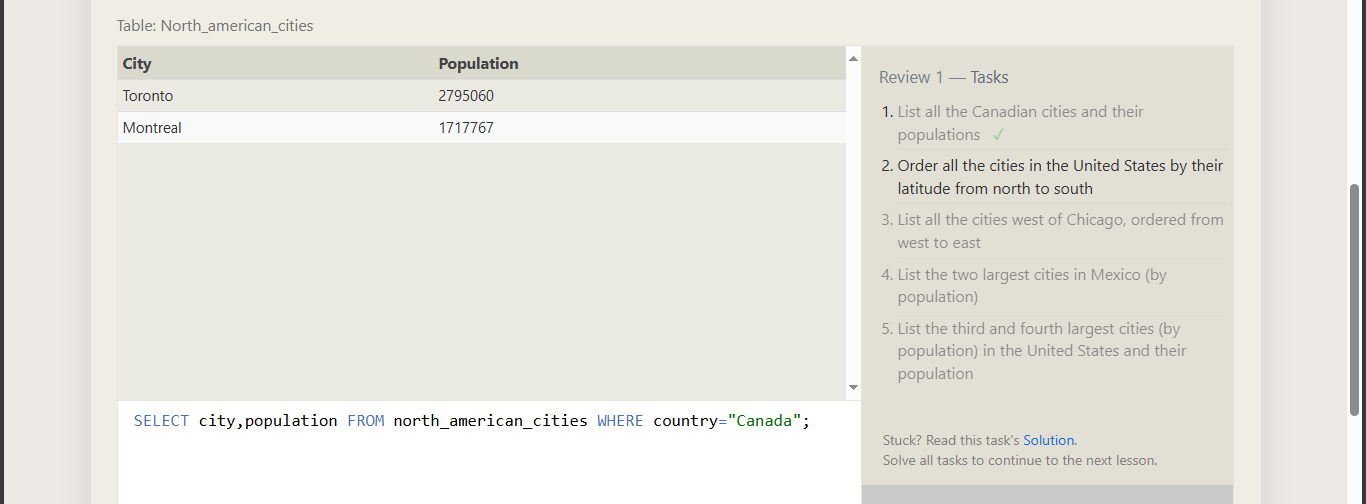 Table: North_american_cities
City Population
Toronto 2795060
Montreal 1717767
SELECT city,population FROM north_american_cities WHERE country="Canada";
Review 1 — Tasks
1. List all the Canadian cities and their
populations ✓
2. Order all the cities in the United States by their
latitude from north to south
3. List all the cities west of Chicago, ordered from
west to east
4. List the two largest cities in Mexico (by
population)
5. List the third and fourth largest cities (by
population) in the United States and their
population
Stuck? Read this task's Solution.
Solve all tasks to continue to the next lesson.